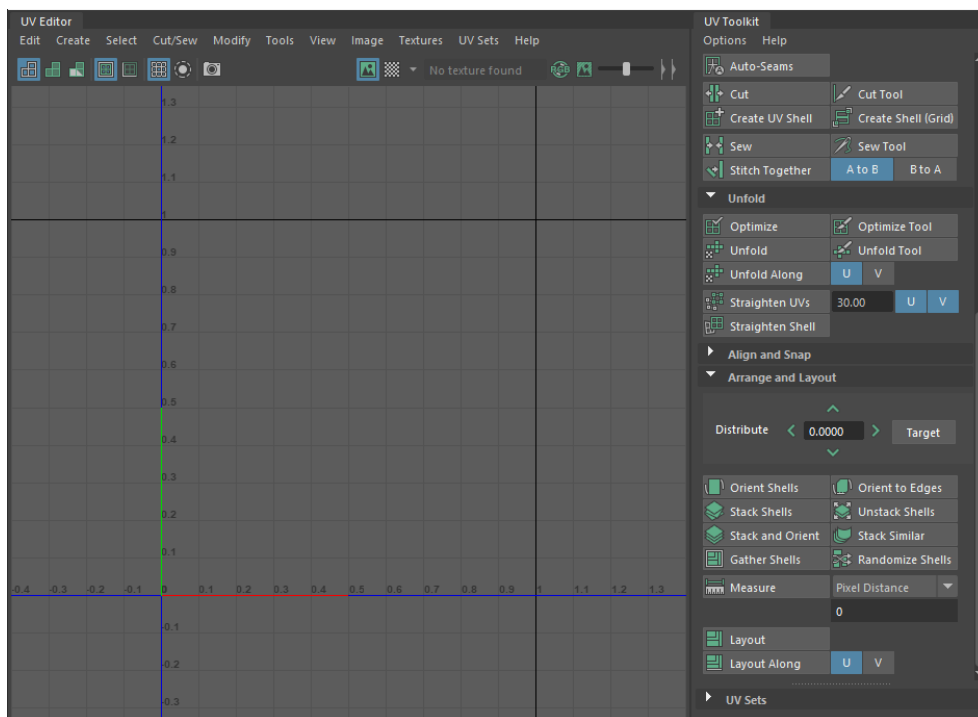 UV Editor
Edit Create Select Cut/Sew Modify Tools View Image Textures UV Sets Help
No texture found
RGB
1.3
1.2
1.1
1
0.9
0.8
0.7
0.6
0.5
0.4
0.3
0.2
0.1
-0.4 -0.3 -0.2 -0.1 0 0.1 0.2 0.3 0.4 0.5 0.6 0.7 0.8 0.9 1 1.1 1.2 1.3
-0.1
-0.2
-0.3
UV Toolkit
Options Help
Auto-Seams
Cut Cut Tool
Create UV Shell Create Shell (Grid)
Sew Sew Tool
Stitch Together A to B B to A
Unfold
Optimize Optimize Tool
Unfold Unfold Tool
Unfold Along U V
Straighten UVs 30.00 U V
Straighten Shell
Align and Snap
Arrange and Layout
Distribute 0.0000 Target
Orient Shells Orient to Edges
Stack Shells Unstack Shells
Stack and Orient Stack Similar
Gather Shells Randomize Shells
Measure Pixel Distance
0
Layout
Layout Along U V
UV Sets